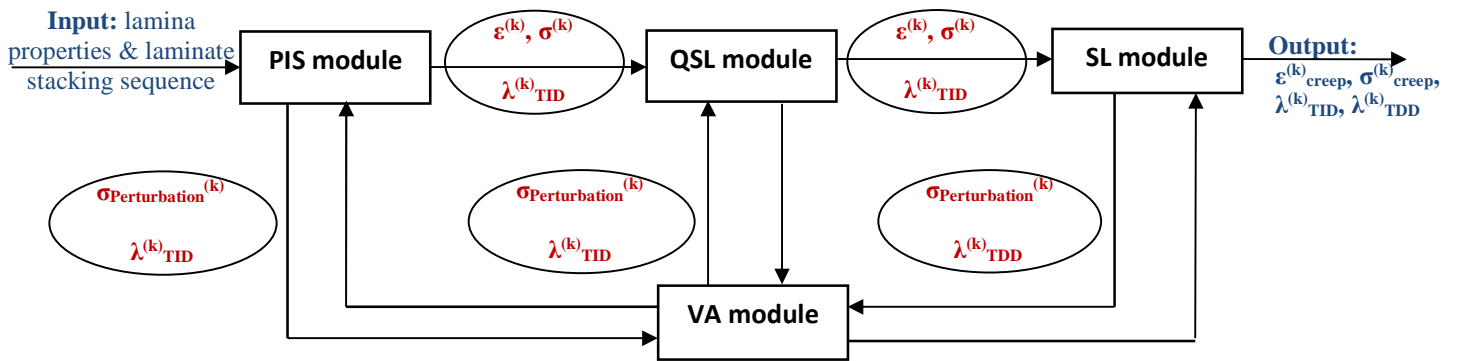 Input: lamina
properties & laminate
stacking sequence
PIS module
ε(k), σ(k)
λ(k)TID
QSL module
ε(k), σ(k)
λ(k)TID
SL module
Output:
ε(k)creep, σ(k)creep,
λ(k)TID, λ(k)TDD
σPerturbation(k)
λ(k)TID
σPerturbation(k)
λ(k)TID
σPerturbation(k)
λ(k)TDD
VA module